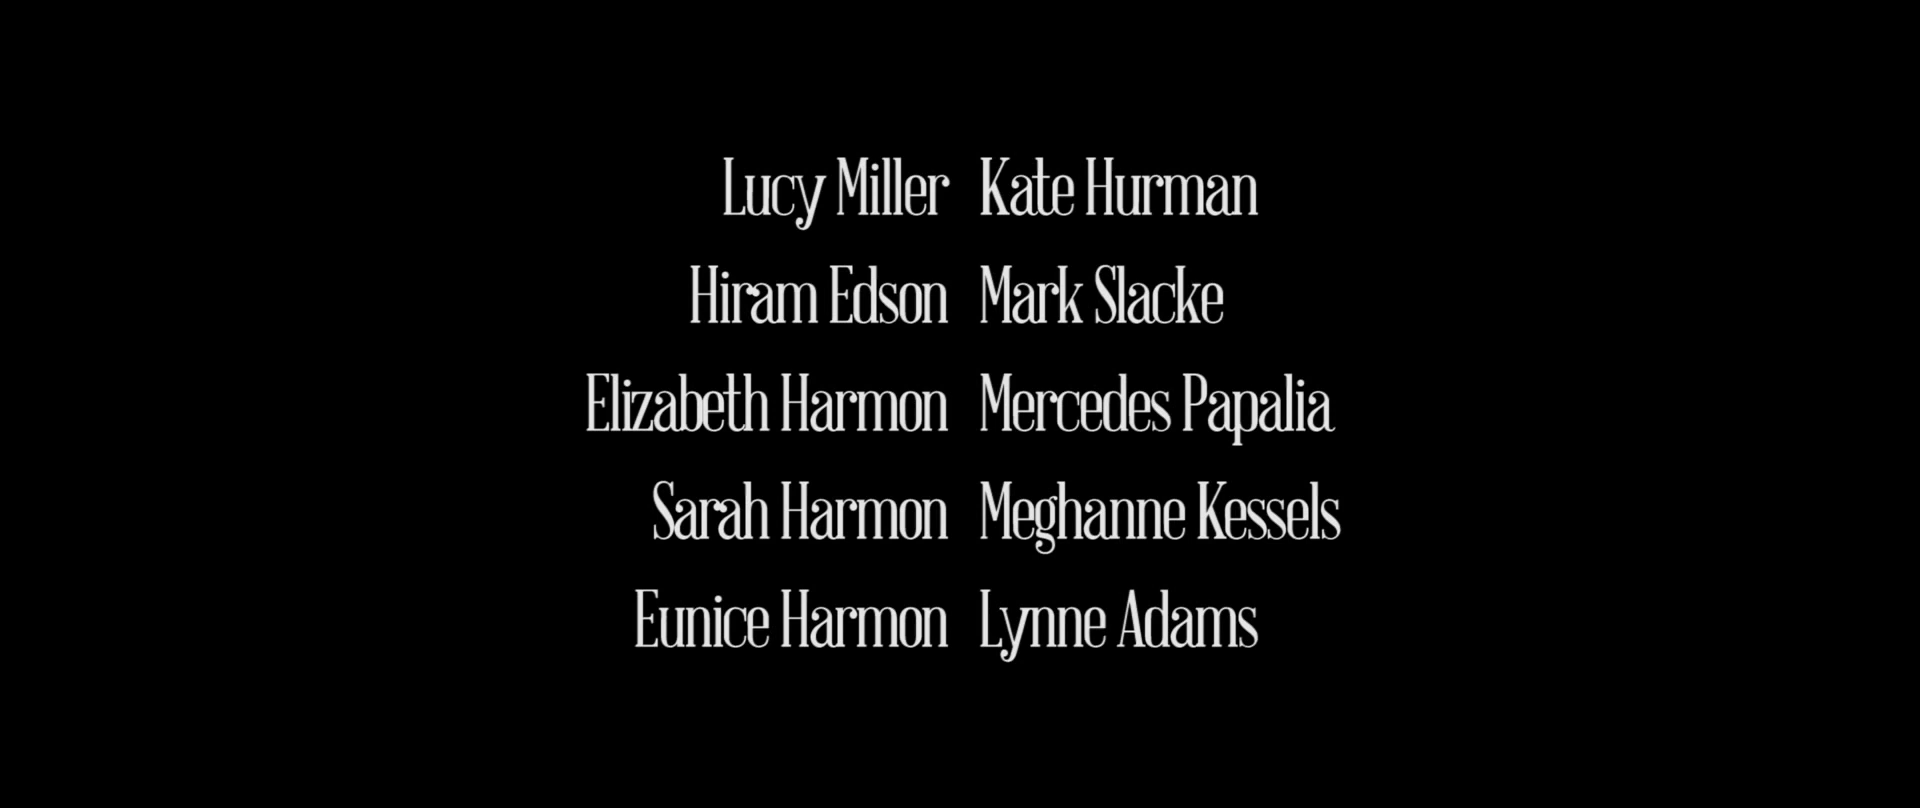 Lucy Miller Kate Hurman
Hiram Edson Mark Slacke
Elizabeth Harmon Mercedes Papalia
Sarah Harmon Meghanne Kessels
Eunice Harmon Lynne Adams